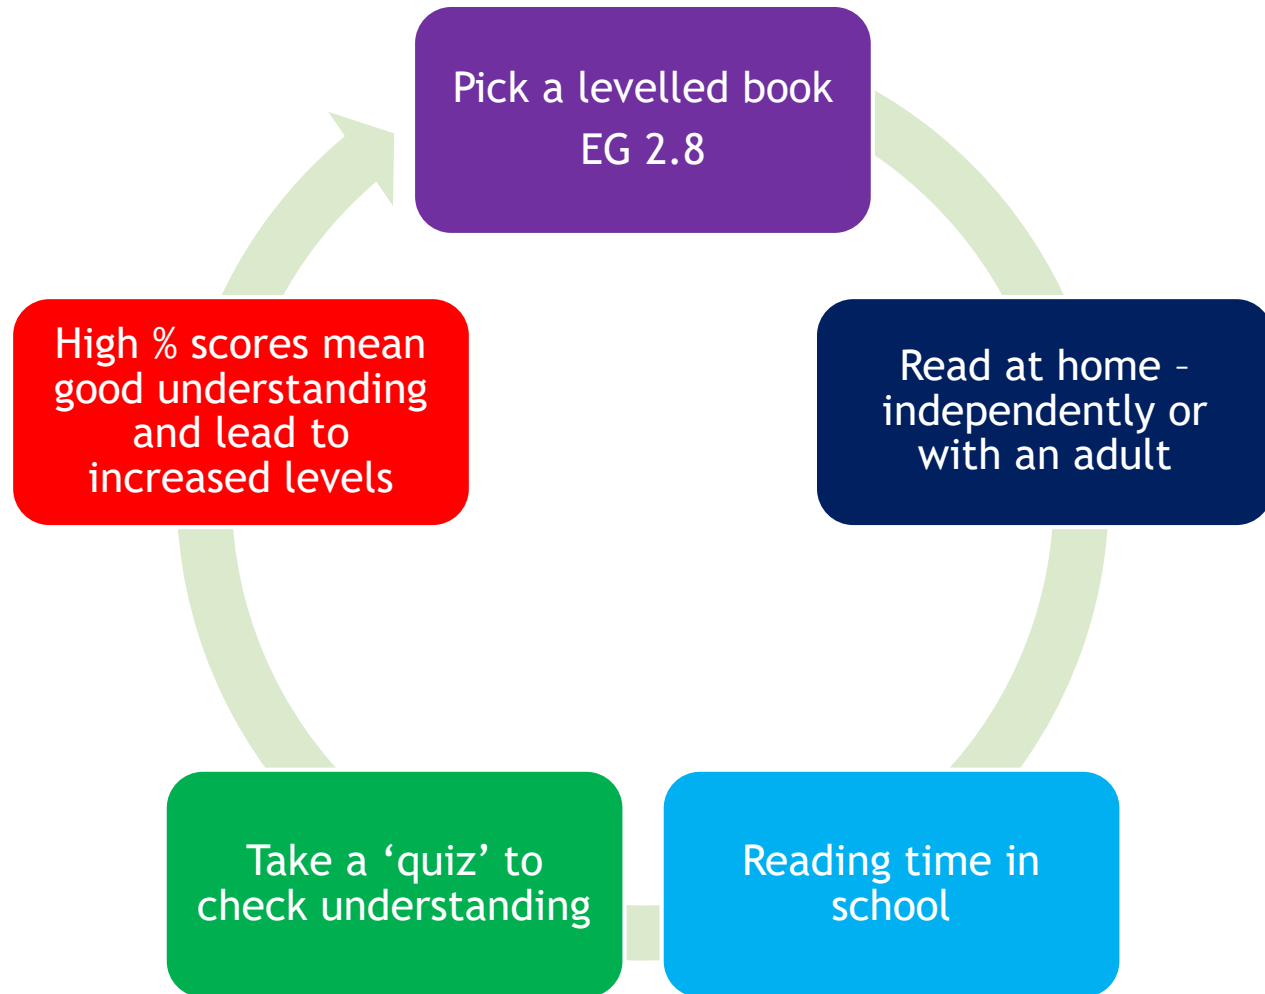 Pick a levelled book
EG 2.8
Read at home –
independently or
with an adult
Reading time in
school
Take a ‘quiz’ to
check understanding
High % scores mean
good understanding
and lead to
increased levels